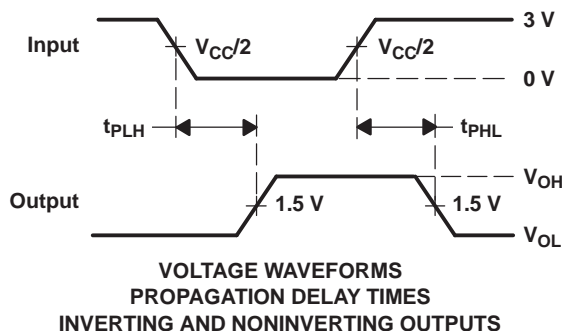 3 V
Input
V_CC/2
V_CC/2
0 V
t_PLH
t_PHL
V_OH
Output
1.5 V
1.5 V
V_OL
VOLTAGE WAVEFORMS
PROPAGATION DELAY TIMES
INVERTING AND NONINVERTING OUTPUTS